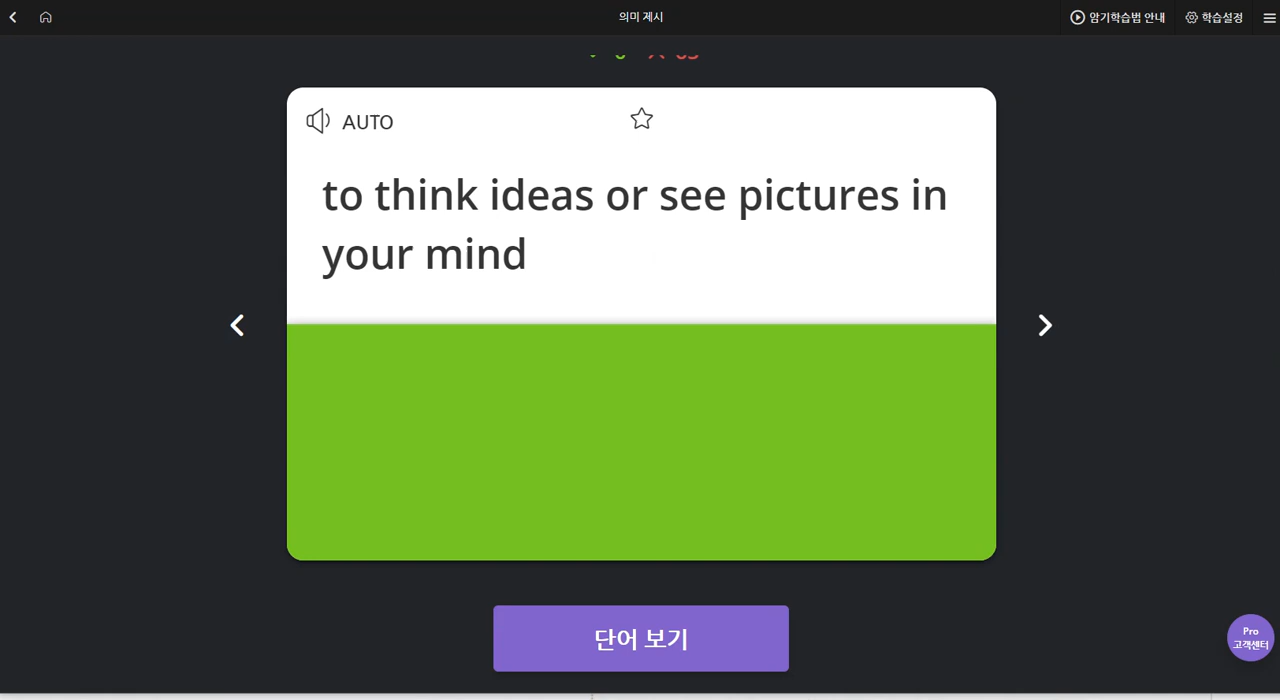 의미 제시
암기학습법 안내
학습설정
AUTO
to think ideas or see pictures in
your mind
단어 보기
Pro
고객센터